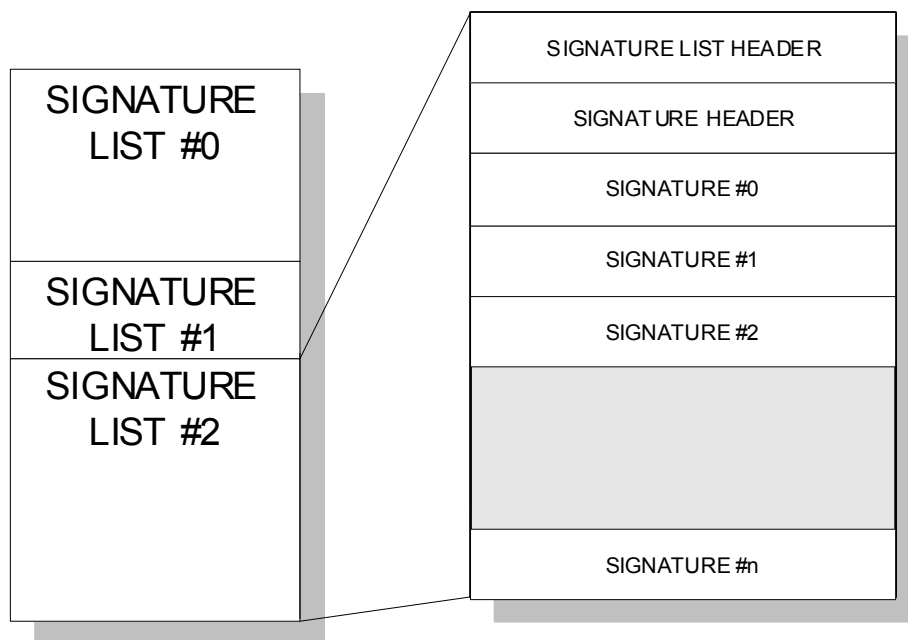 SIGNATURE
LIST #0
SIGNATURE
LIST #1
SIGNATURE
LIST #2
SIGNATURE LIST HEADER
SIGNATURE HEADER
SIGNATURE #0
SIGNATURE #1
SIGNATURE #2
SIGNATURE #n